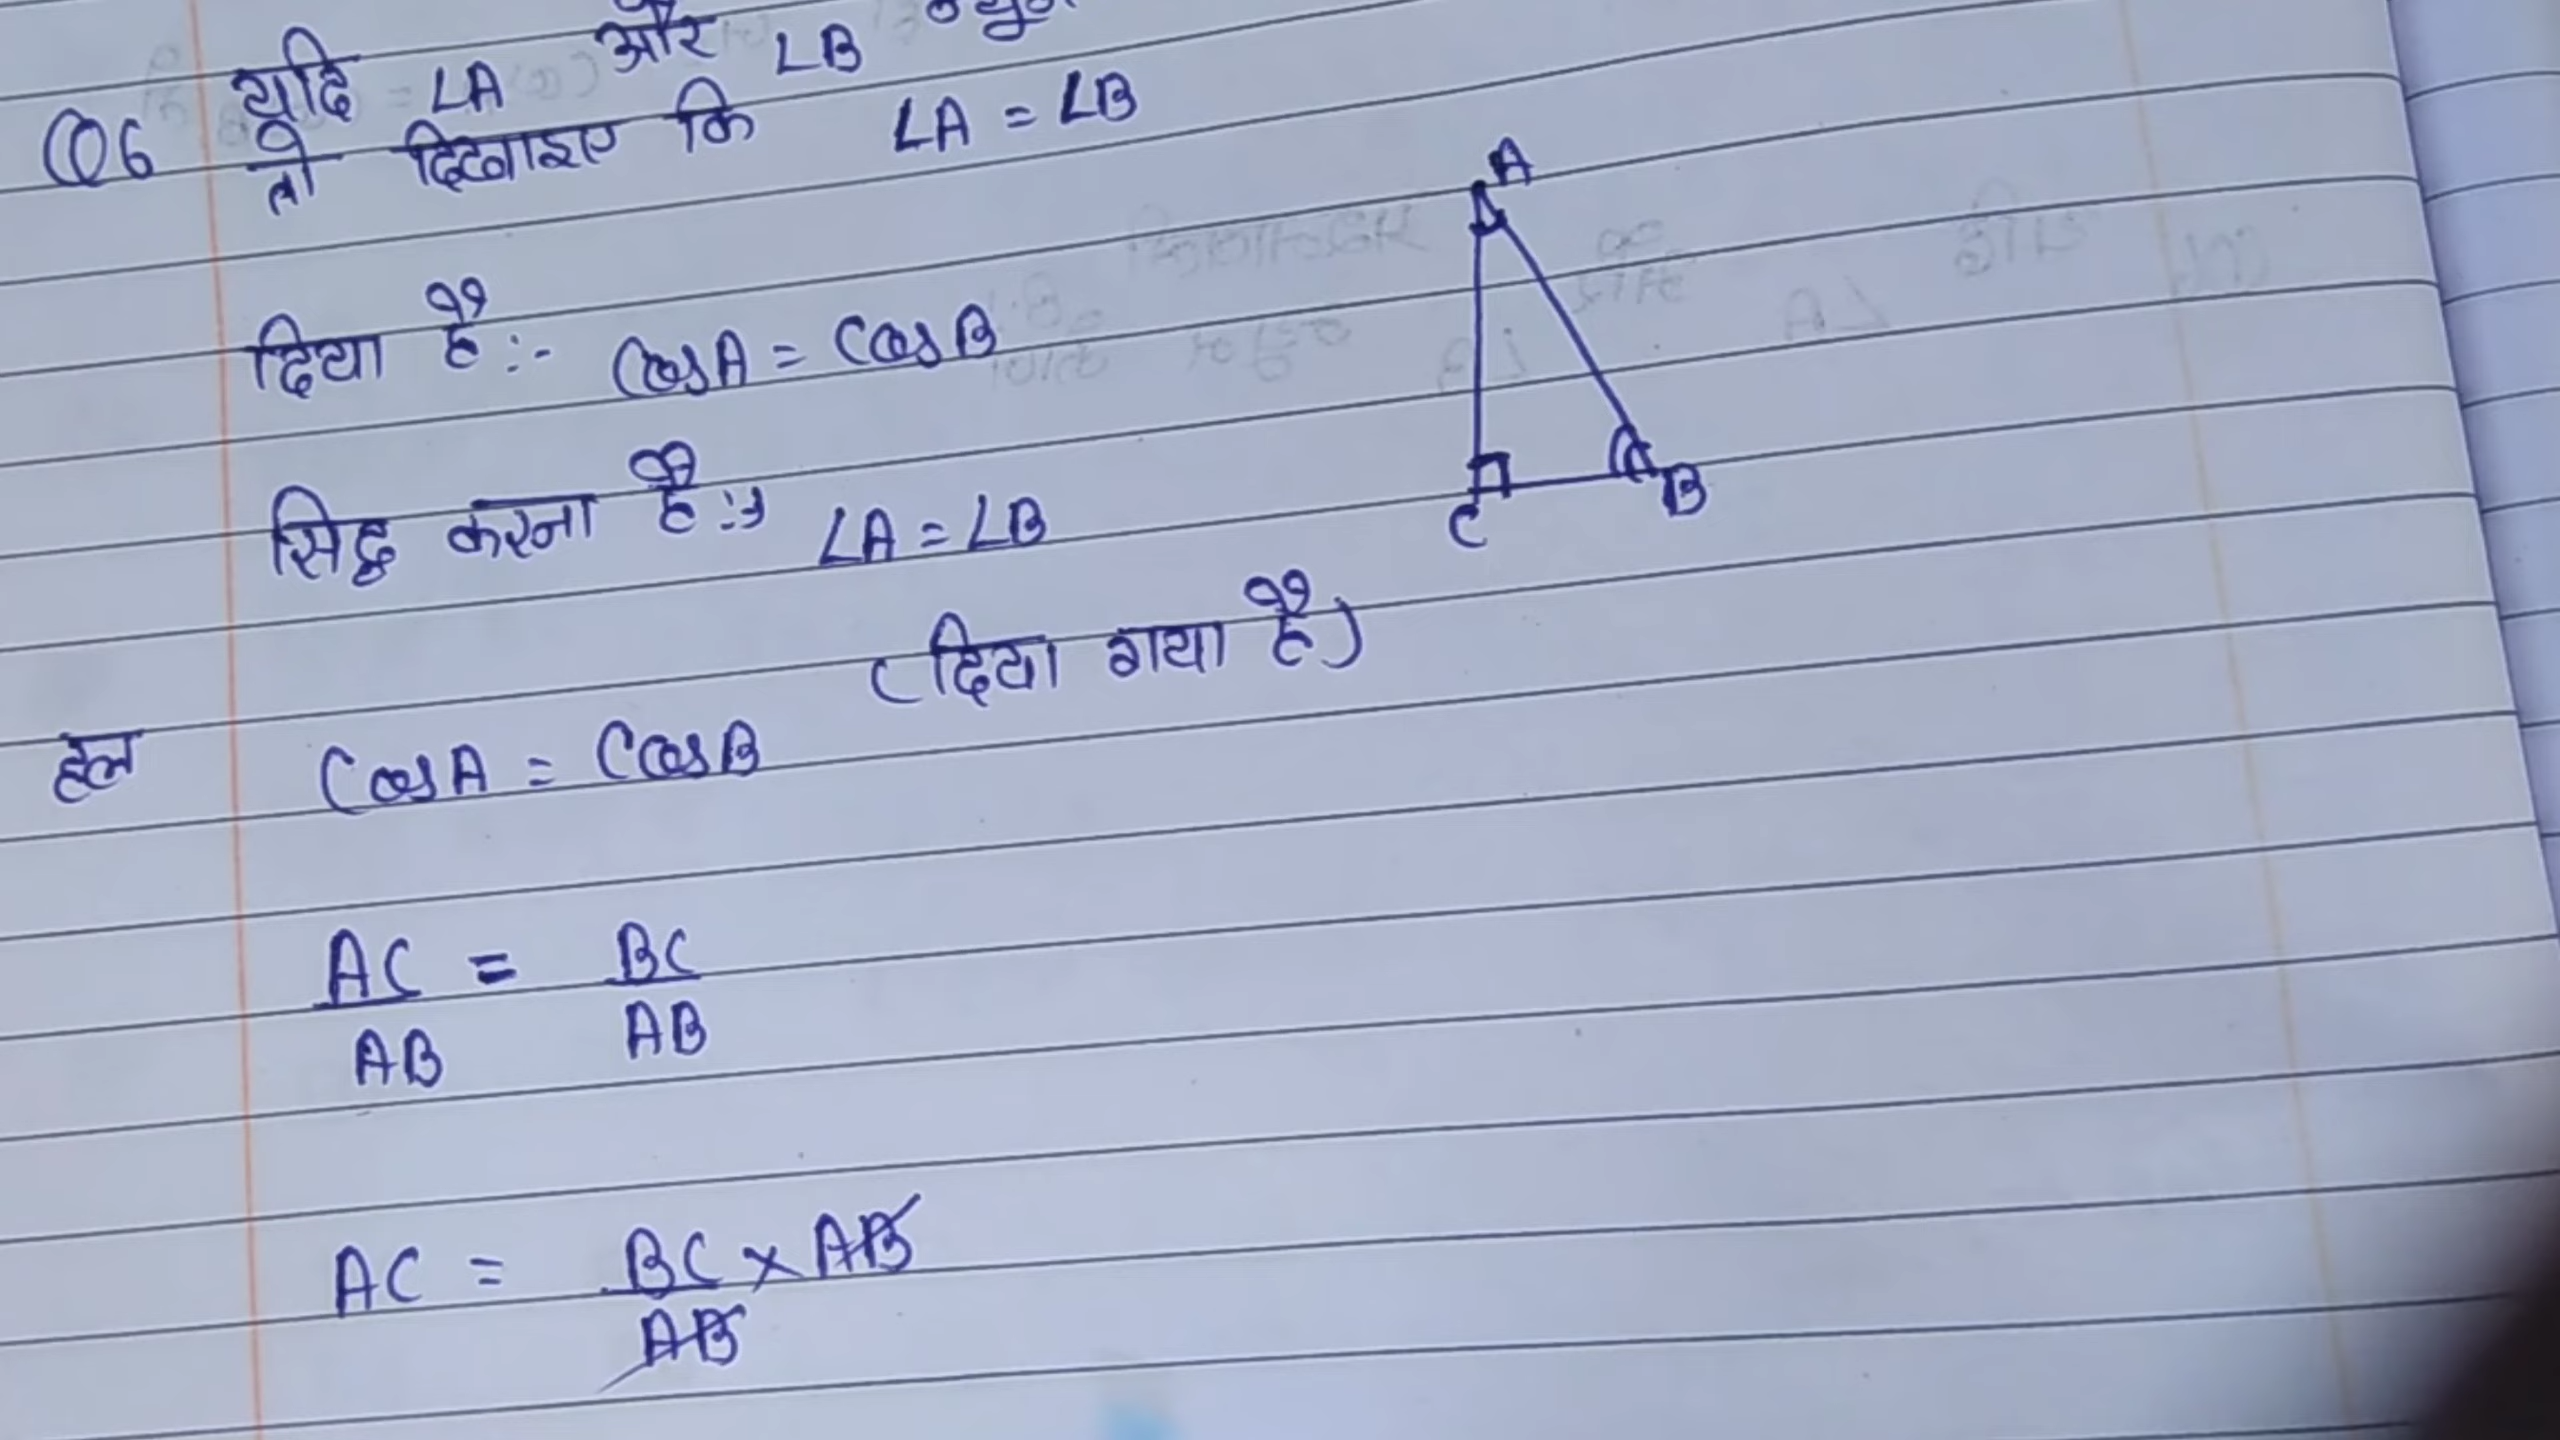 Q6 यदि ∠A और ∠B
तो दिखाइए कि ∠A = ∠B
दिया है :- CosA = CosB
सिद्ध करना है :→ ∠A = ∠B
(दिया गया है)
हल CosA = CosB
AC = BC
AB AB
AC = BC × AB
AB
A
C
B